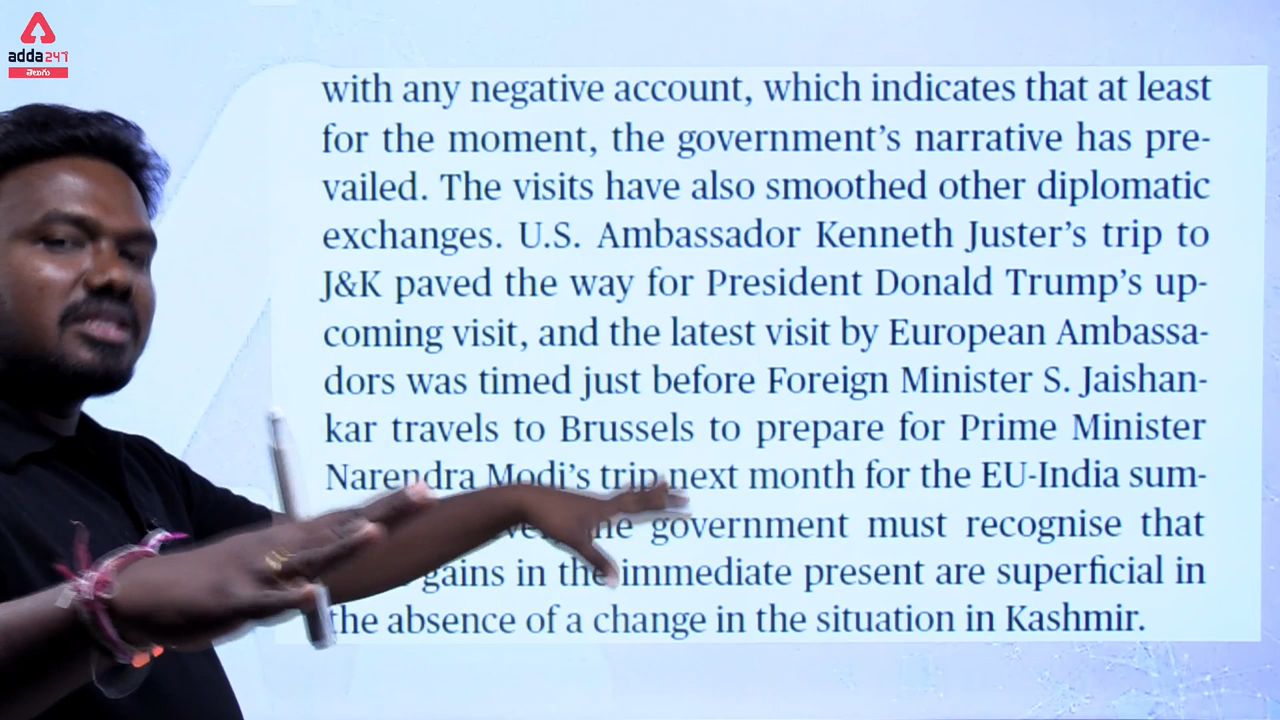 adda247
తెలుగు
with any negative account, which indicates that at least
for the moment, the government’s narrative has pre-
vailed. The visits have also smoothed other diplomatic
exchanges. U.S. Ambassador Kenneth Juster’s trip to
J&K paved the way for President Donald Trump’s up-
coming visit, and the latest visit by European Ambassa-
dors was timed just before Foreign Minister S. Jaishan-
kar travels to Brussels to prepare for Prime Minister
Narendra Modi’s trip next month for the EU-India sum-
government must recognise that
gains in the immediate present are superficial in
the absence of a change in the situation in Kashmir.